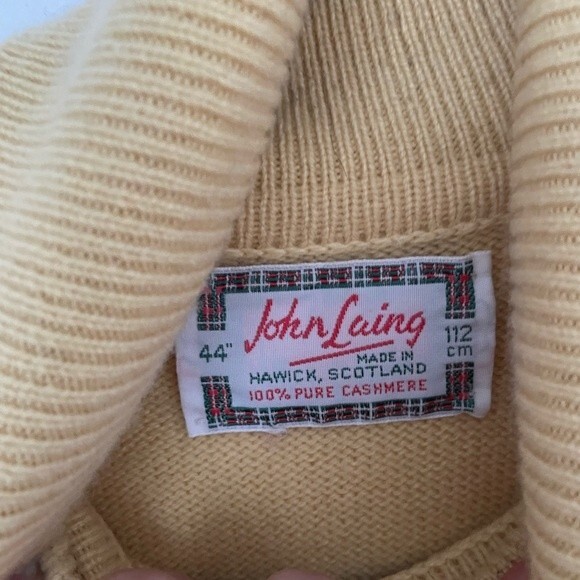 John Laing
44"
112
cm
MADE IN
HAWICK, SCOTLAND
100% PURE CASHMERE